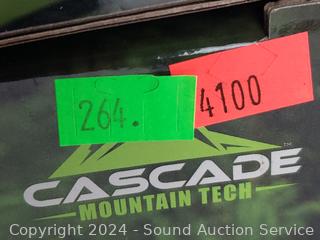 264.
4100
CASCADE
MOUNTAIN TECH
Copyright 2024 - Sound Auction Service